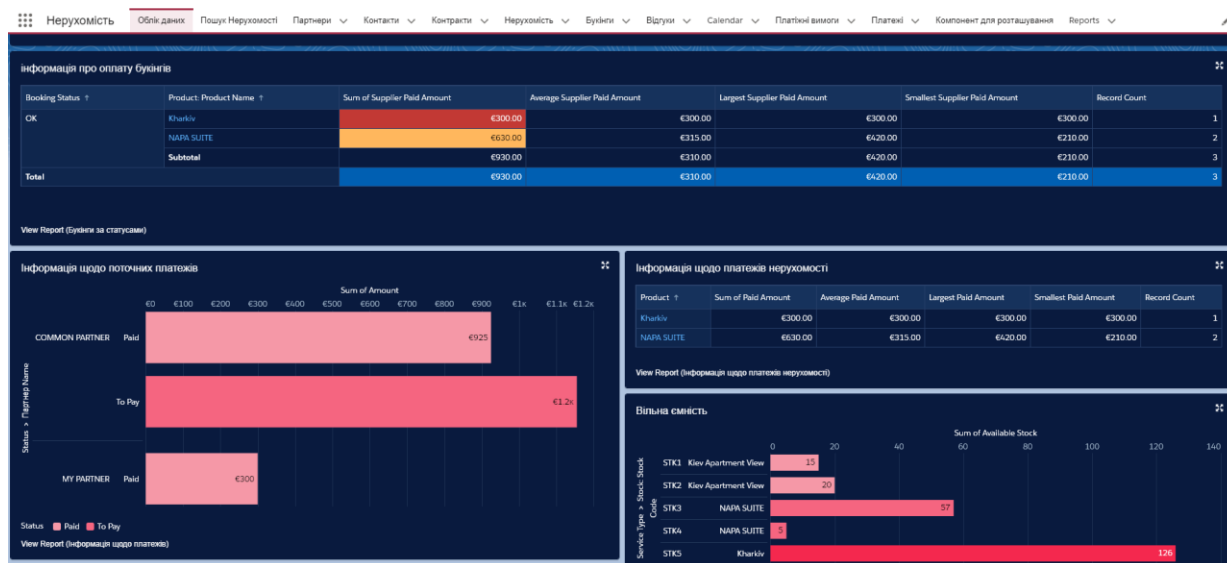 Нерухомість Облік даних Пошук Нерухомості Партнери Контакти Контракти Нерухомість Букінги Відгуки Calendar Платіжні вимоги Платежі Компонент для розташування Reports
інформація про оплату букінгів
Booking Status ↑ Product: Product Name ↑ Sum of Supplier Paid Amount Average Supplier Paid Amount Largest Supplier Paid Amount Smallest Supplier Paid Amount Record Count
OK Kharkiv €300.00 €300.00 €300.00 €300.00 1
NAPA SUITE €630.00 €315.00 €420.00 €210.00 2
Subtotal €930.00 €310.00 €420.00 €210.00 3
Total €930.00 €310.00 €420.00 €210.00 3
View Report (Букінги за статусами)
Інформація щодо поточних платежів
Sum of Amount
€0 €100 €200 €300 €400 €500 €600 €700 €800 €900 €1к €1.1к €1.2к
Status > Партнер Name
COMMON PARTNER Paid €925
To Pay €1.2к
MY PARTNER Paid €300
Status Paid To Pay
View Report (Інформація щодо платежів)
Інформація щодо платежів нерухомості
Product ↑ Sum of Paid Amount Average Paid Amount Largest Paid Amount Smallest Paid Amount Record Count
Kharkiv €300.00 €300.00 €300.00 €300.00 1
NAPA SUITE €630.00 €315.00 €420.00 €210.00 2
View Report (Інформація щодо платежів нерухомості)
Вільна ємність
Sum of Available Stock
0 20 40 60 80 100 120 140
Service Type > Stock: Stock
Code
STK1 Kiev Apartment View 15
STK2 Kiev Apartment View 20
STK3 NAPA SUITE 57
STK4 NAPA SUITE 5
STK5 Kharkiv 126